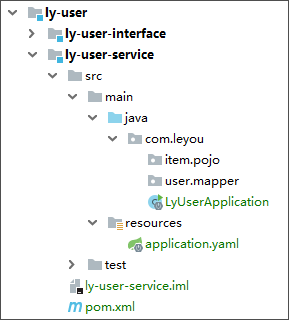 ly-user
ly-user-interface
ly-user-service
src
main
java
com.leyou
item.pojo
user.mapper
LyUserApplication
resources
application.yaml
test
ly-user-service.iml
pom.xml